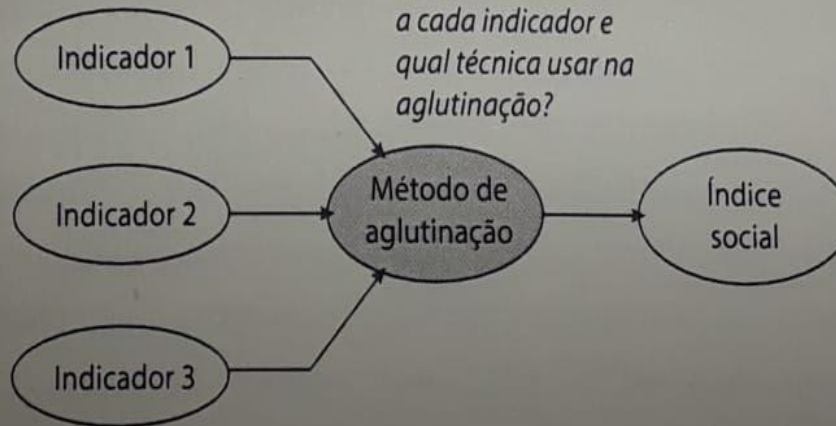 a cada indicador e
qual técnica usar na
aglutinação?
Indicador 1
Indicador 2
Indicador 3
Método de
aglutinação
Índice
social